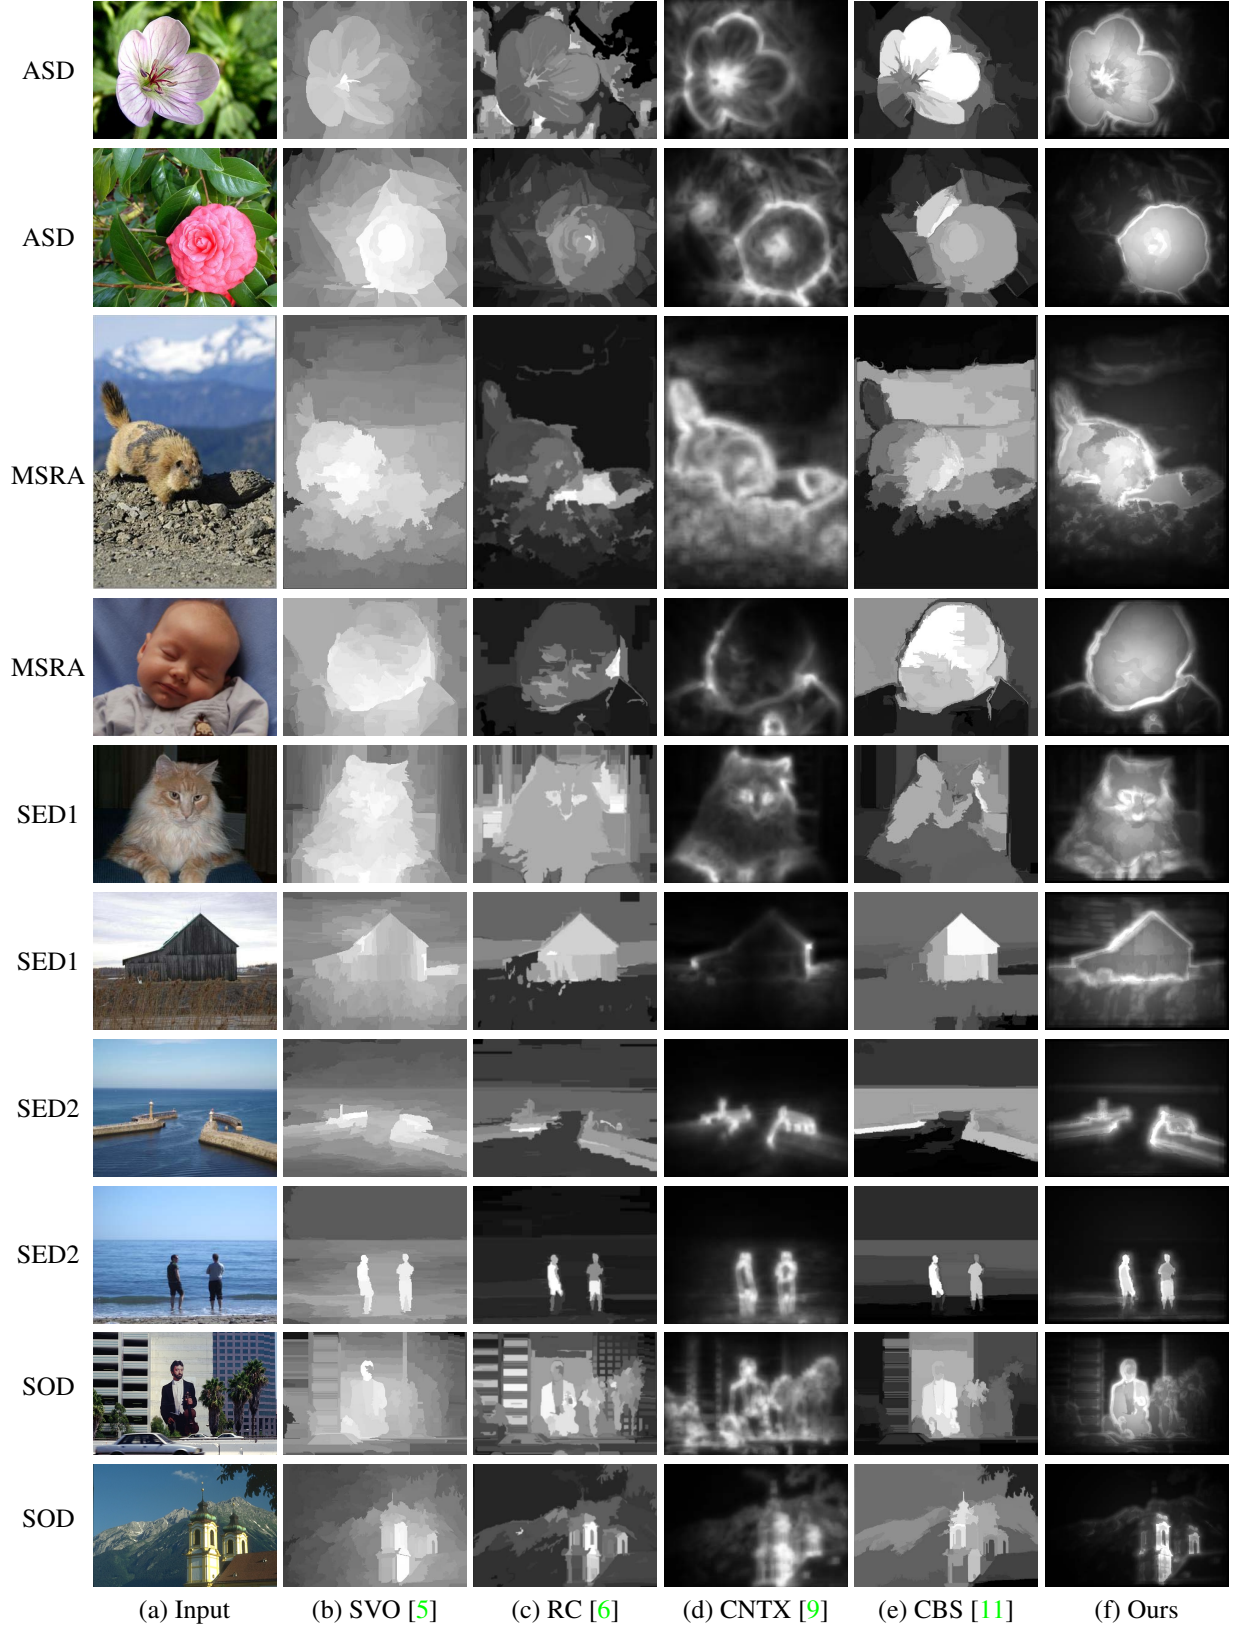 ASD
ASD
MSRA
MSRA
SED1
SED1
SED2
SED2
SOD
SOD
(a) Input (b) SVO [5] (c) RC [6] (d) CNTX [9] (e) CBS [11] (f) Ours